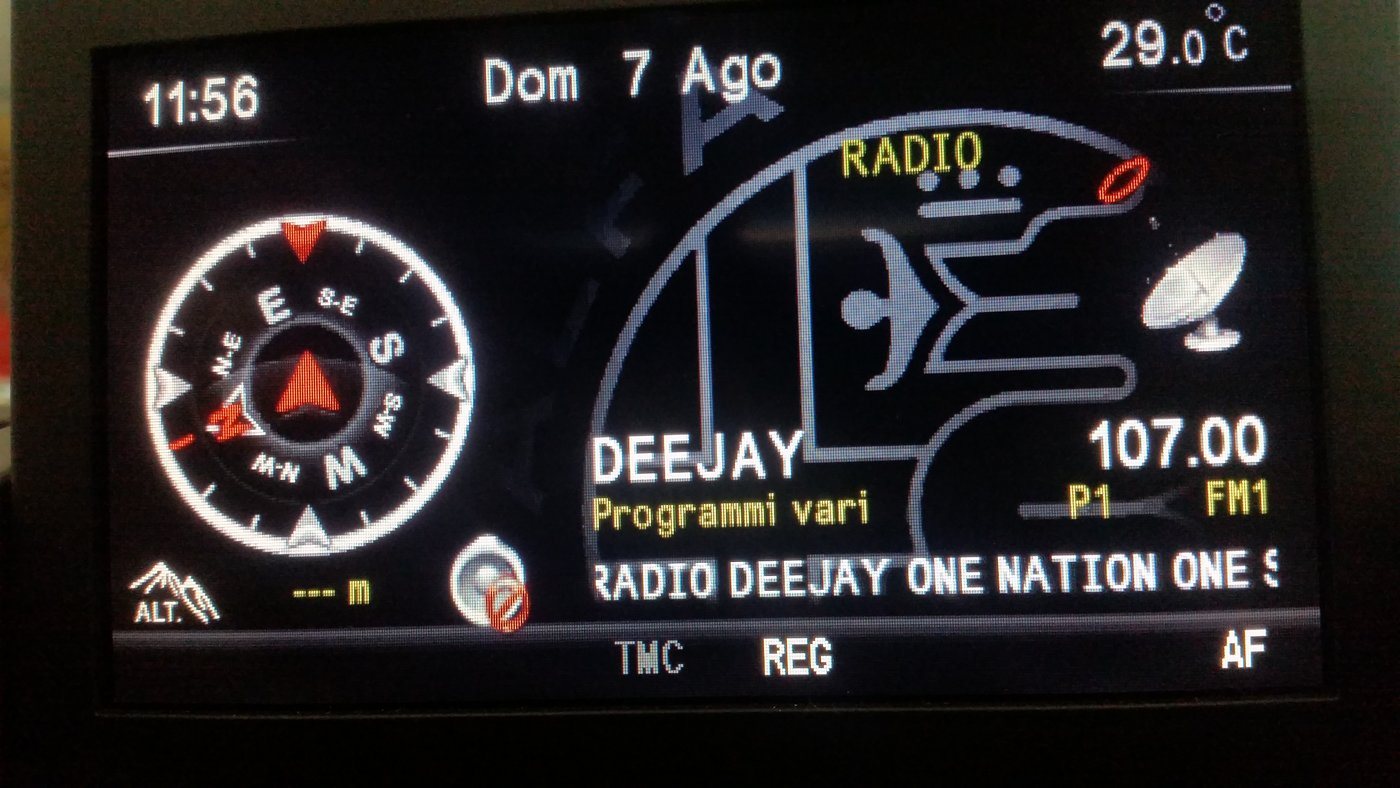 11:56
Dom 7 Ago
29.0°C
RADIO
E
S-E
S
S-W
W
N-W
N
N-E
DEEJAY
107.00
Programmi vari
P1
FM1
RADIO DEEJAY ONE NATION ONE S
ALT.
--- m
TMC
REG
AF